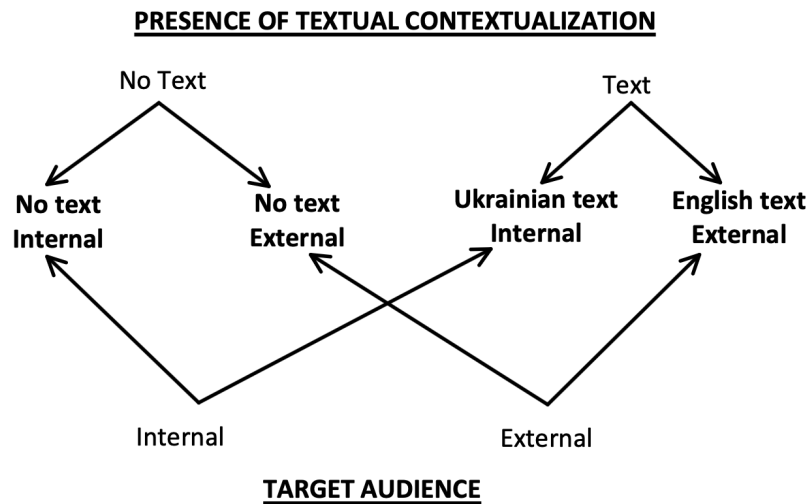 PRESENCE OF TEXTUAL CONTEXTUALIZATION
No Text
Text
No text
Internal
No text
External
Ukrainian text
Internal
English text
External
Internal
External
TARGET AUDIENCE